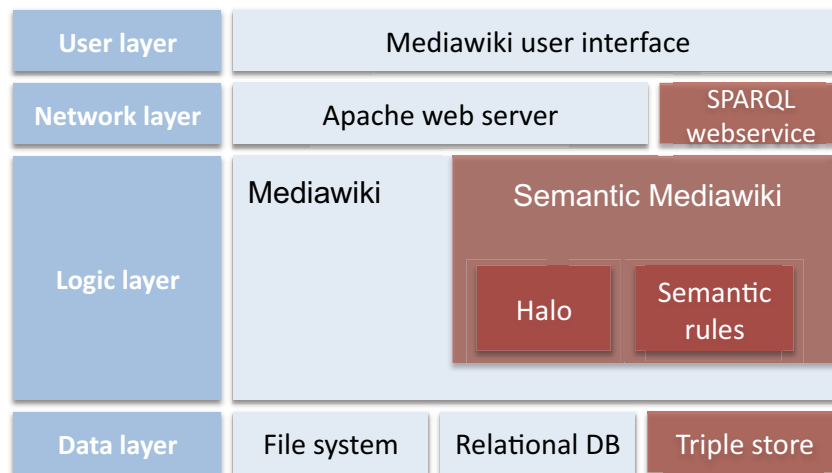 User layer
Mediawiki user interface
Network layer
Apache web server
SPARQL
webservice
Logic layer
Mediawiki
Semantic Mediawiki
Halo
Semantic
rules
Data layer
File system
Relational DB
Triple store